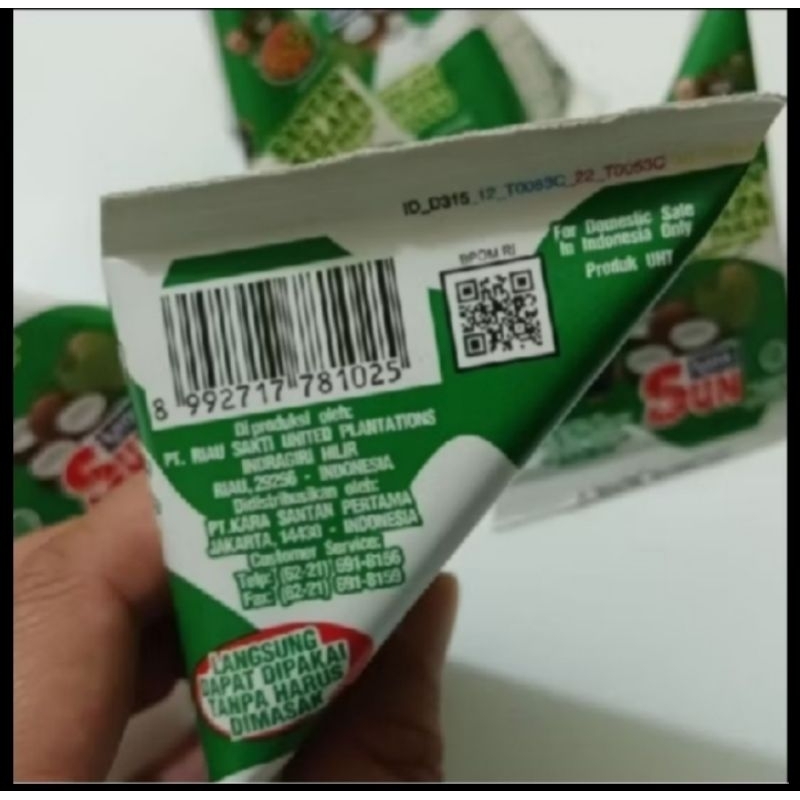 ID_D315_12_T0053C_22_T0053C
For Domestic Sale
In Indonesia Only
Produk UHT
BPOM RI
8 992717 781025
Di produksi oleh:
PT. RIAU SAKTI UNITED PLANTATIONS
INDRAGIRI HILIR
RIAU, 29256 - INDONESIA
Didistribusikan oleh:
PT.KARA SANTAN PERTAMA
JAKARTA, 14430 - INDONESIA
Customer Service:
Telp: (62-21) 691-8156
Fax: (62-21) 691-8159
LANGSUNG
DAPAT DIPAKAI
TANPA HARUS
DIMASAK
SUN